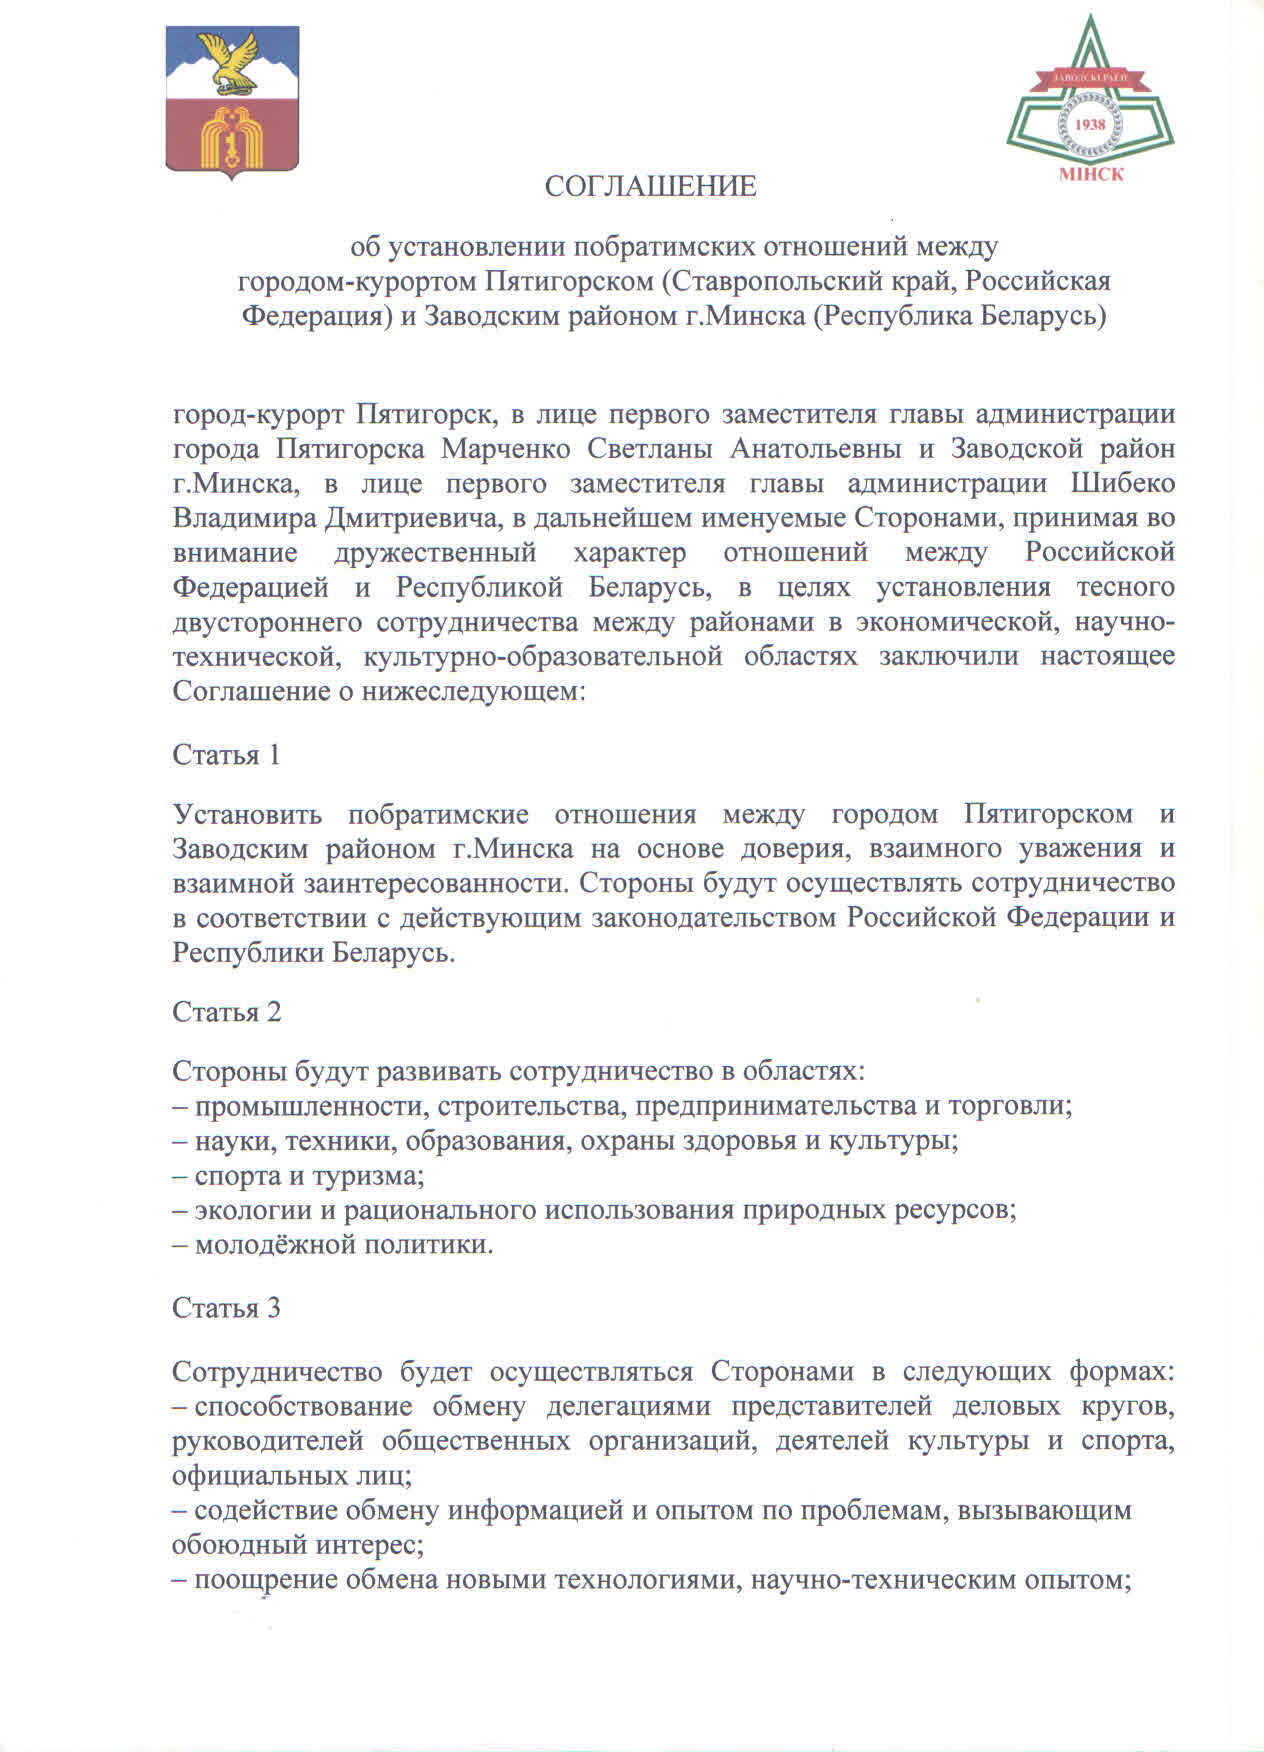 ЗАВОДСКІ РАЁН
1938
МІНСК
СОГЛАШЕНИЕ
об установлении побратимских отношений между
городом-курортом Пятигорском (Ставропольский край, Российская
Федерация) и Заводским районом г.Минска (Республика Беларусь)
город-курорт Пятигорск, в лице первого заместителя главы администрации
города Пятигорска Марченко Светланы Анатольевны и Заводской район
г.Минска, в лице первого заместителя главы администрации Шибеко
Владимира Дмитриевича, в дальнейшем именуемые Сторонами, принимая во
внимание дружественный характер отношений между Российской
Федерацией и Республикой Беларусь, в целях установления тесного
двустороннего сотрудничества между районами в экономической, научно-
технической, культурно-образовательной областях заключили настоящее
Соглашение о нижеследующем:
Статья 1
Установить побратимские отношения между городом Пятигорском и
Заводским районом г.Минска на основе доверия, взаимного уважения и
взаимной заинтересованности. Стороны будут осуществлять сотрудничество
в соответствии с действующим законодательством Российской Федерации и
Республики Беларусь.
Статья 2
Стороны будут развивать сотрудничество в областях:
– промышленности, строительства, предпринимательства и торговли;
– науки, техники, образования, охраны здоровья и культуры;
– спорта и туризма;
– экологии и рационального использования природных ресурсов;
– молодёжной политики.
Статья 3
Сотрудничество будет осуществляться Сторонами в следующих формах:
– способствование обмену делегациями представителей деловых кругов,
руководителей общественных организаций, деятелей культуры и спорта,
официальных лиц;
– содействие обмену информацией и опытом по проблемам, вызывающим
обоюдный интерес;
– поощрение обмена новыми технологиями, научно-техническим опытом;